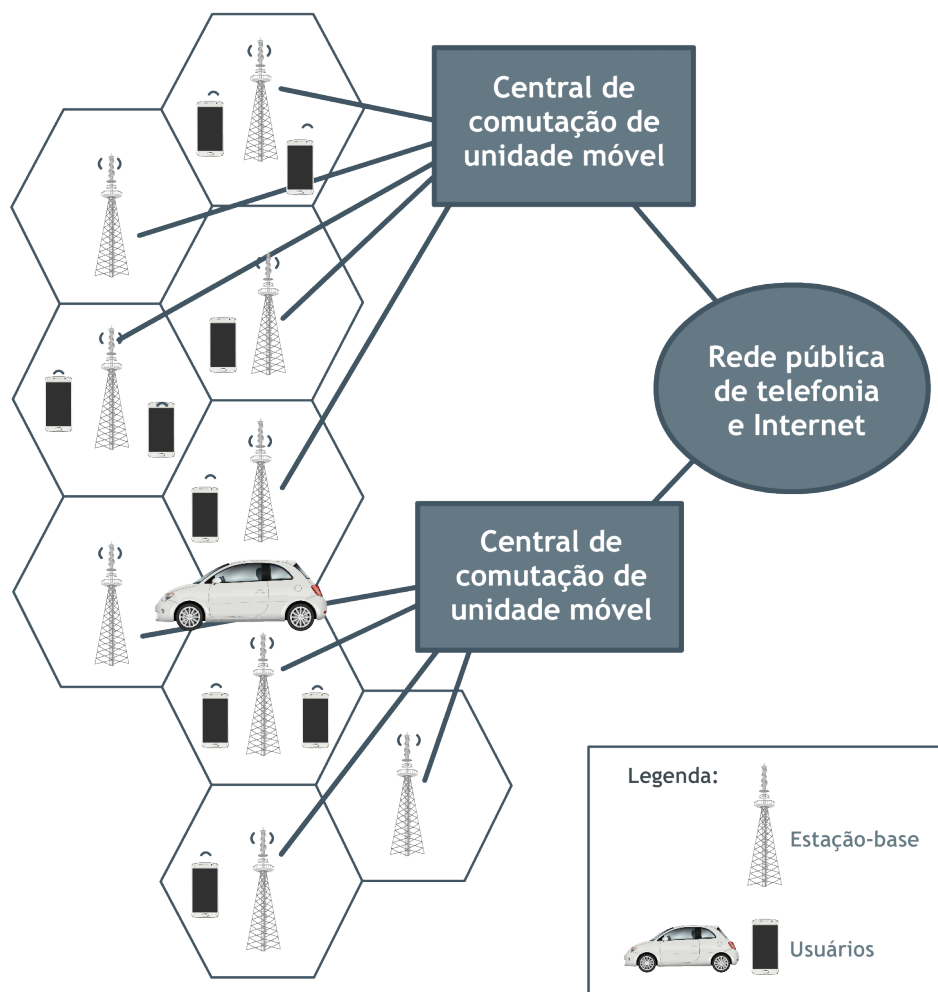 Central de
comutação de
unidade móvel
Rede pública
de telefonia
e Internet
Central de
comutação de
unidade móvel
Legenda:
Estação-base
Usuários